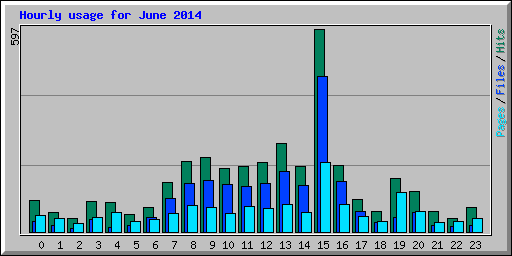 Hourly usage for June 2014
597
Pages/Files/Hits
0 1 2 3 4 5 6 7 8 9 10 11 12 13 14 15 16 17 18 19 20 21 22 23